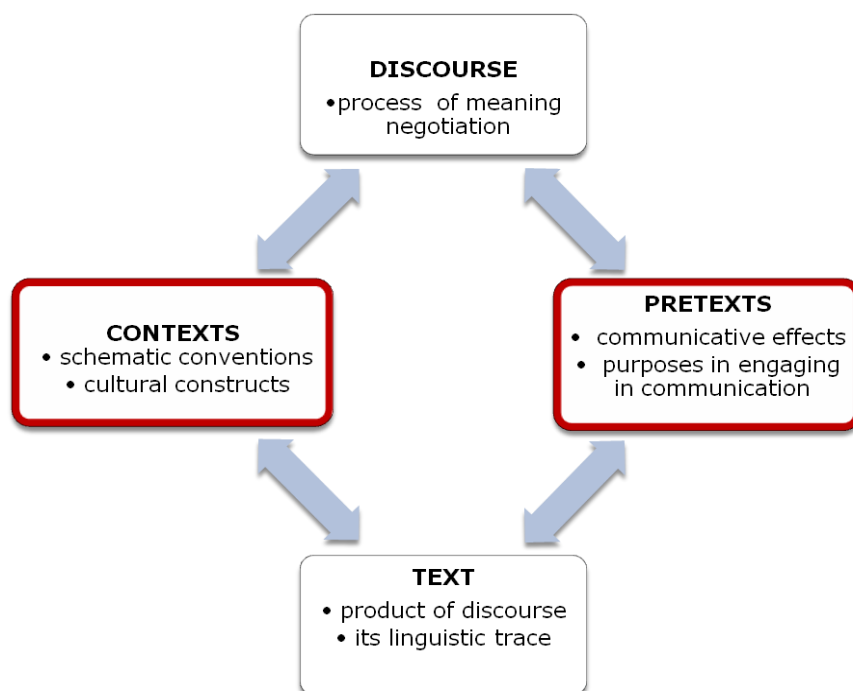 DISCOURSE
•process of meaning
negotiation
CONTEXTS
• schematic conventions
• cultural constructs
PRETEXTS
• communicative effects
• purposes in engaging
in communication
TEXT
• product of discourse
• its linguistic trace